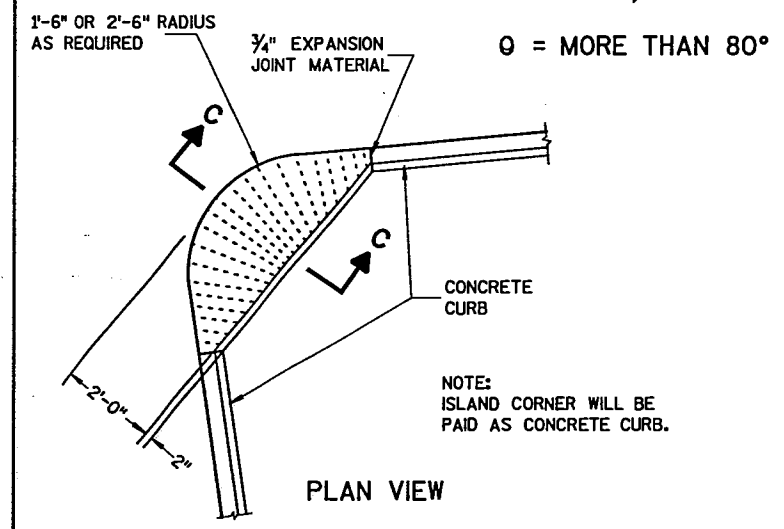 1'-6" OR 2'-6" RADIUS
AS REQUIRED
¾" EXPANSION
JOINT MATERIAL
θ = MORE THAN 80°
C
C
CONCRETE
CURB
2'-0"
2"
NOTE:
ISLAND CORNER WILL BE
PAID AS CONCRETE CURB.
PLAN VIEW